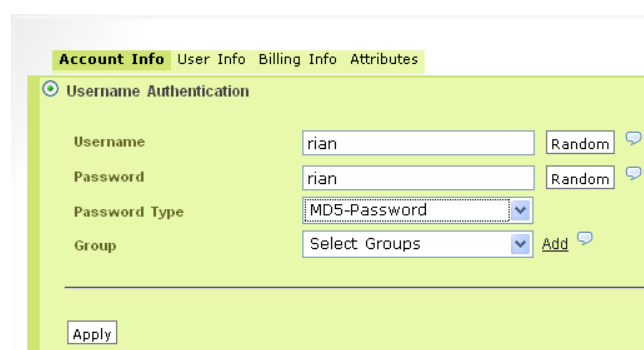 Account Info User Info Billing Info Attributes
Username Authentication
Username rian Random
Password rian Random
Password Type MD5-Password
Group Select Groups Add
Apply